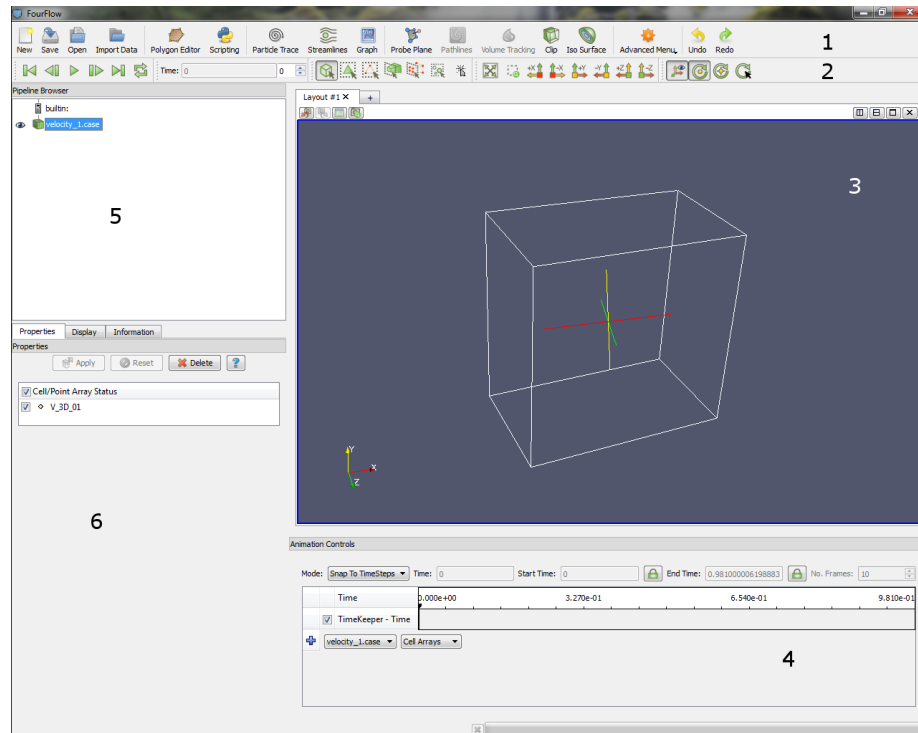 FourFlow
New Save Open Import Data Polygon Editor Scripting Particle Trace Streamlines Graph Probe Plane Pathlines Volume Tracking Clip Iso Surface Advanced Menu Undo Redo
1
Time: 0 0
+X -X +Y -Y +Z -Z
2
Pipeline Browser
builtin:
velocity_1.case
5
Layout #1 X +
3
Y
X
Z
Properties Display Information
Properties
Apply Reset Delete ?
Cell/Point Array Status
V_3D_01
6
Animation Controls
Mode: Snap To TimeSteps Time: 0 Start Time: 0 End Time: 0.981000006198883 No. Frames: 10
Time 0.000e+00 3.270e-01 6.540e-01 9.810e-01
TimeKeeper - Time
velocity_1.case Cell Arrays
4